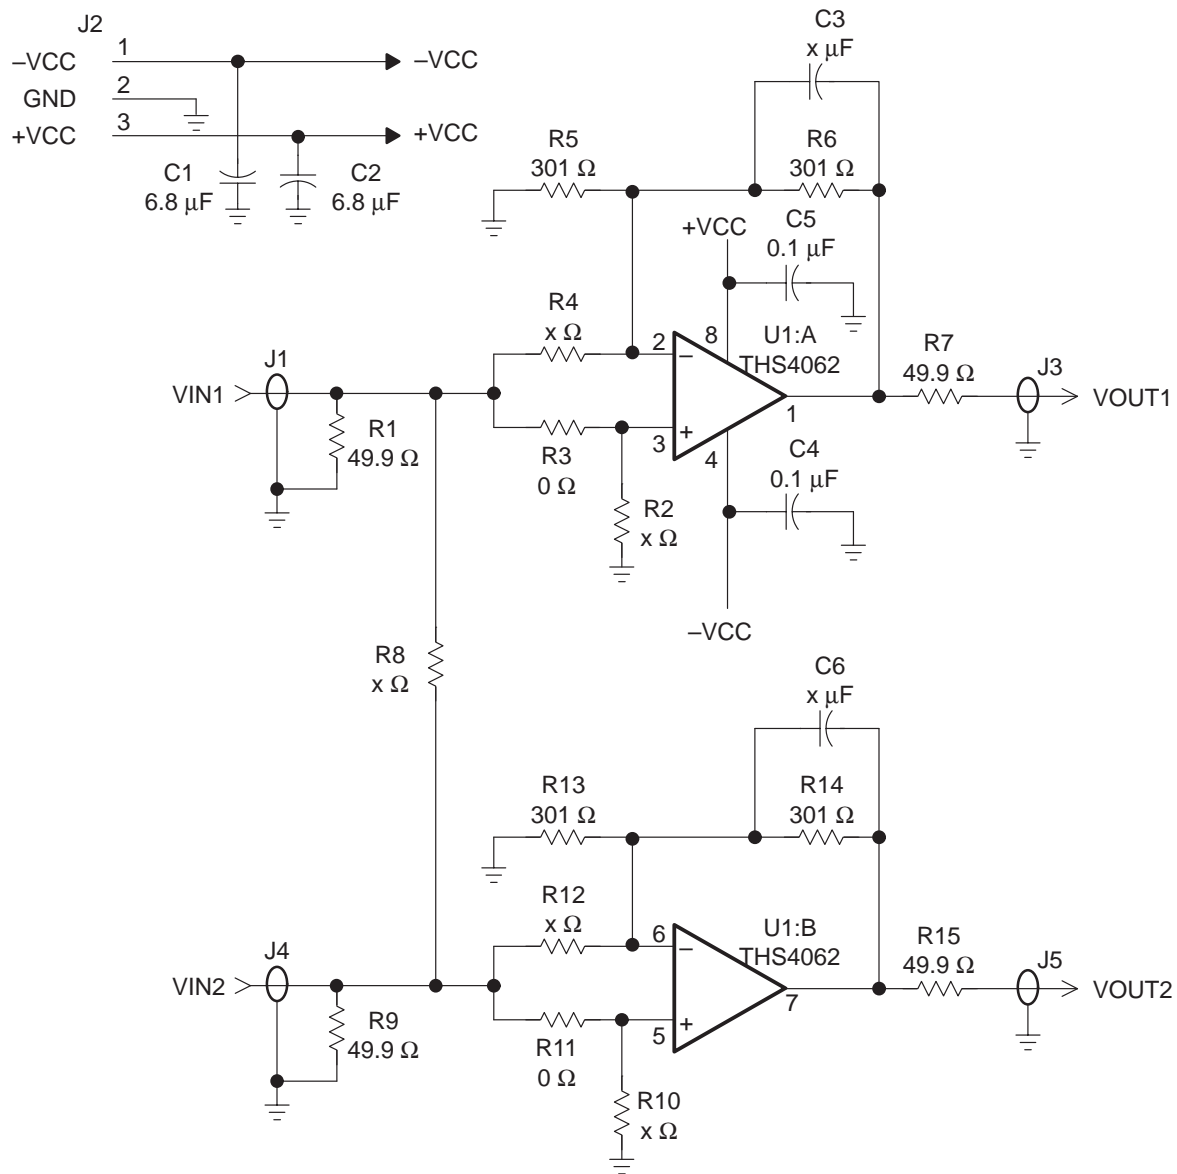 J2
–VCC
1
–VCC
GND
2
+VCC
3
+VCC
C1
6.8 μF
C2
6.8 μF
C3
x μF
R5
301 Ω
R6
301 Ω
+VCC
C5
0.1 μF
R4
x Ω
2
–
8
U1:A
THS4062
R7
49.9 Ω
J3
VOUT1
VIN1
J1
R1
49.9 Ω
R3
0 Ω
3
+
4
1
C4
0.1 μF
R2
x Ω
–VCC
R8
x Ω
C6
x μF
R13
301 Ω
R14
301 Ω
R12
x Ω
6
–
U1:B
THS4062
R15
49.9 Ω
J5
VOUT2
VIN2
J4
R9
49.9 Ω
R11
0 Ω
5
+
7
R10
x Ω